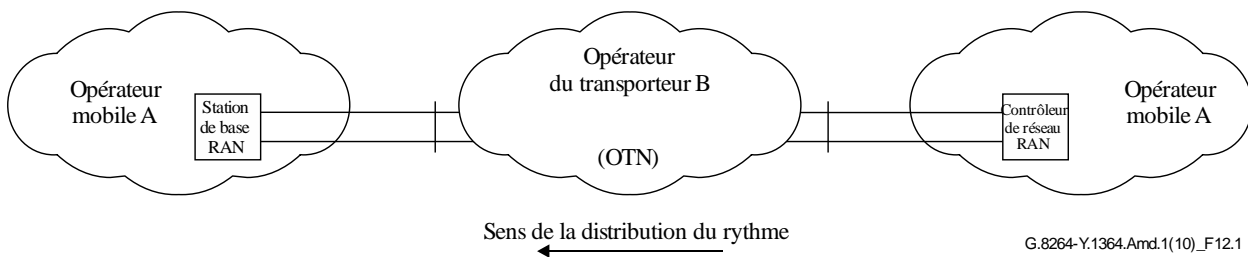 Opérateur
mobile A
Station
de base
RAN
Opérateur
du transporteur B
(OTN)
Contrôleur
de réseau
RAN
Opérateur
mobile A
Sens de la distribution du rythme
G.8264-Y.1364.Amd.1(10)_F12.1